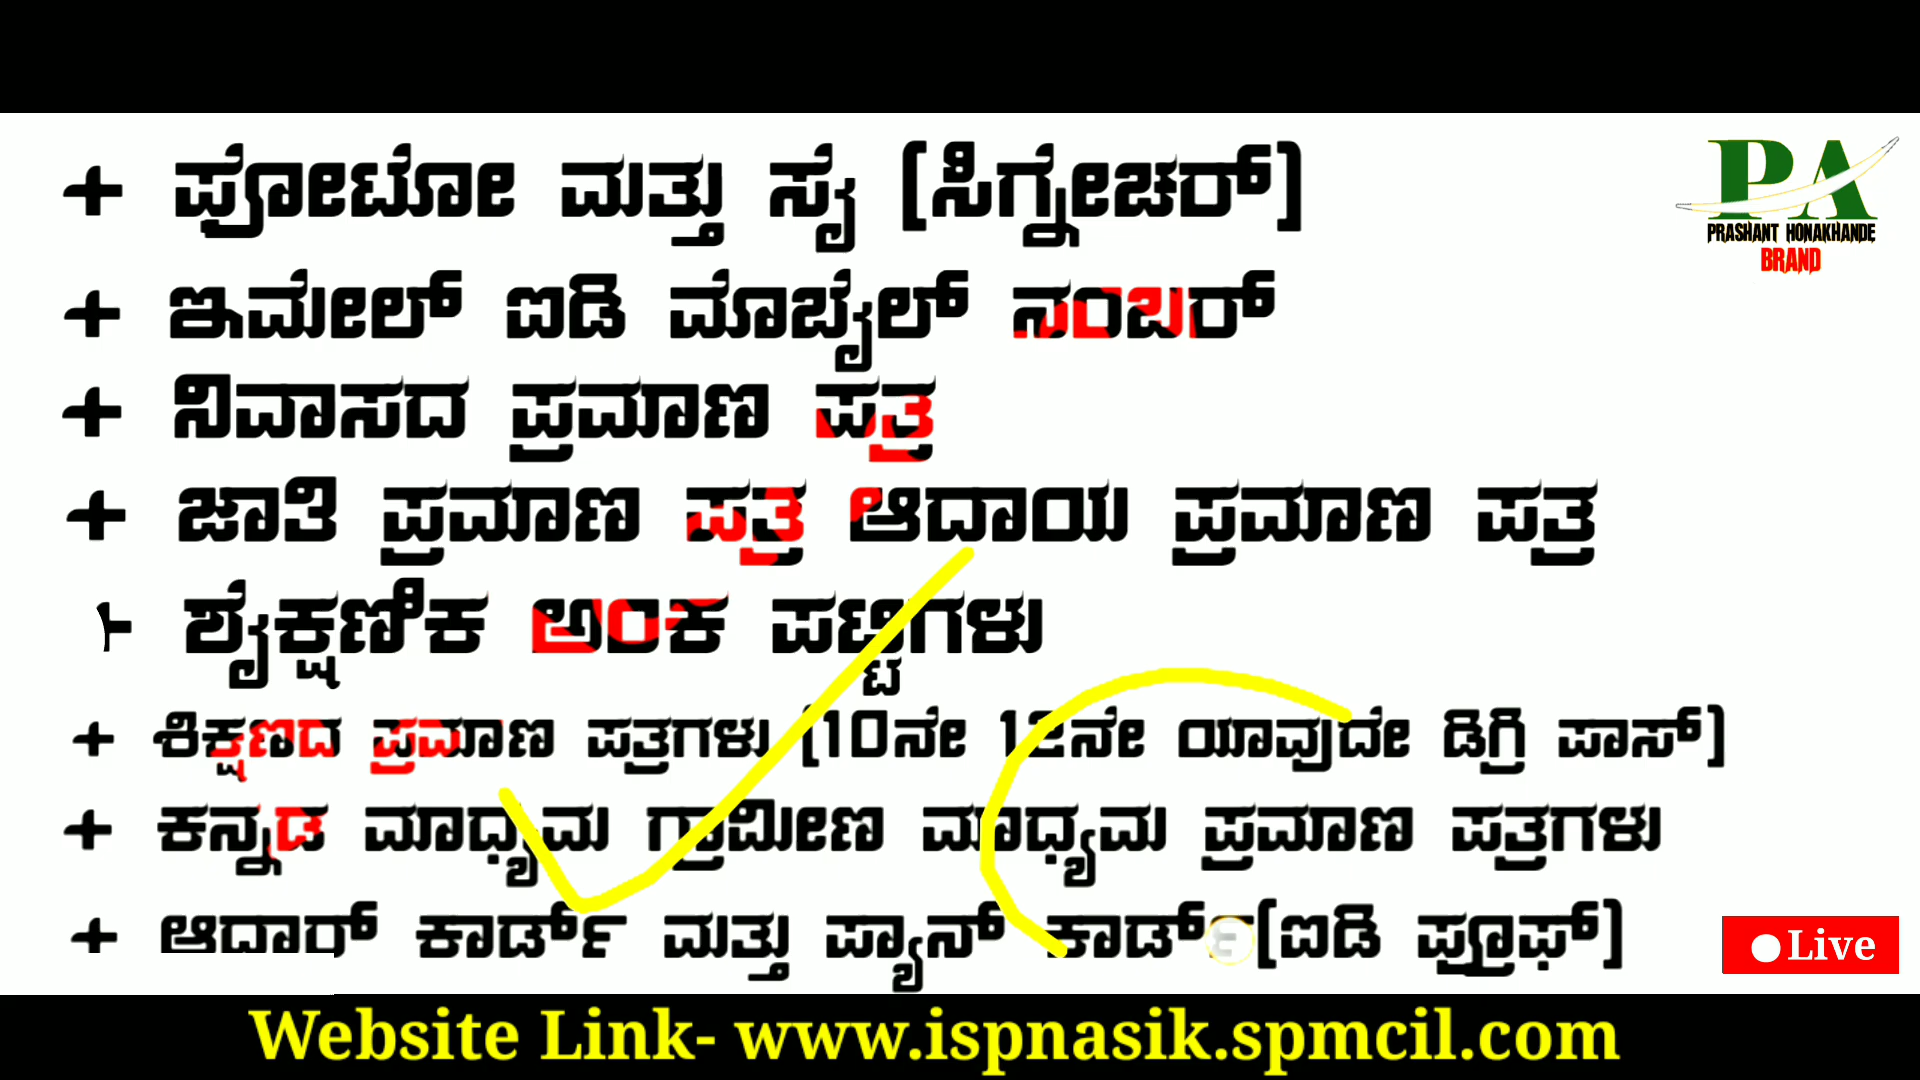 + ಫೋಟೋ ಮತ್ತು ಸೈ [ಸಿಗ್ನೇಚರ್]
+ ಇಮೇಲ್ ಐಡಿ ಮೊಬೈಲ್ ನಂಬರ್
+ ನಿವಾಸದ ಪ್ರಮಾಣ ಪತ್ರ
+ ಜಾತಿ ಪ್ರಮಾಣ ಪತ್ರ ಆದಾಯ ಪ್ರಮಾಣ ಪತ್ರ
+ ಶೈಕ್ಷಣಿಕ ಅಂಕ ಪಟ್ಟಿಗಳು
+ ಶಿಕ್ಷಣದ ಪ್ರಮಾಣ ಪತ್ರಗಳು [10ನೇ 12ನೇ ಯಾವುದೇ ಡಿಗ್ರಿ ಪಾಸ್]
+ ಕನ್ನಡ ಮಾಧ್ಯಮ ಗ್ರಾಮೀಣ ಮಾಧ್ಯಮ ಪ್ರಮಾಣ ಪತ್ರಗಳು
+ ಆದಾರ್ ಕಾರ್ಡ್ ಮತ್ತು ಪ್ಯಾನ್ ಕಾರ್ಡ್ [ಐಡಿ ಪ್ರೂಫ್]
PA
PRASHANT HONAKHANDE
BRAND
Live
Website Link- www.ispnasik.spmcil.com